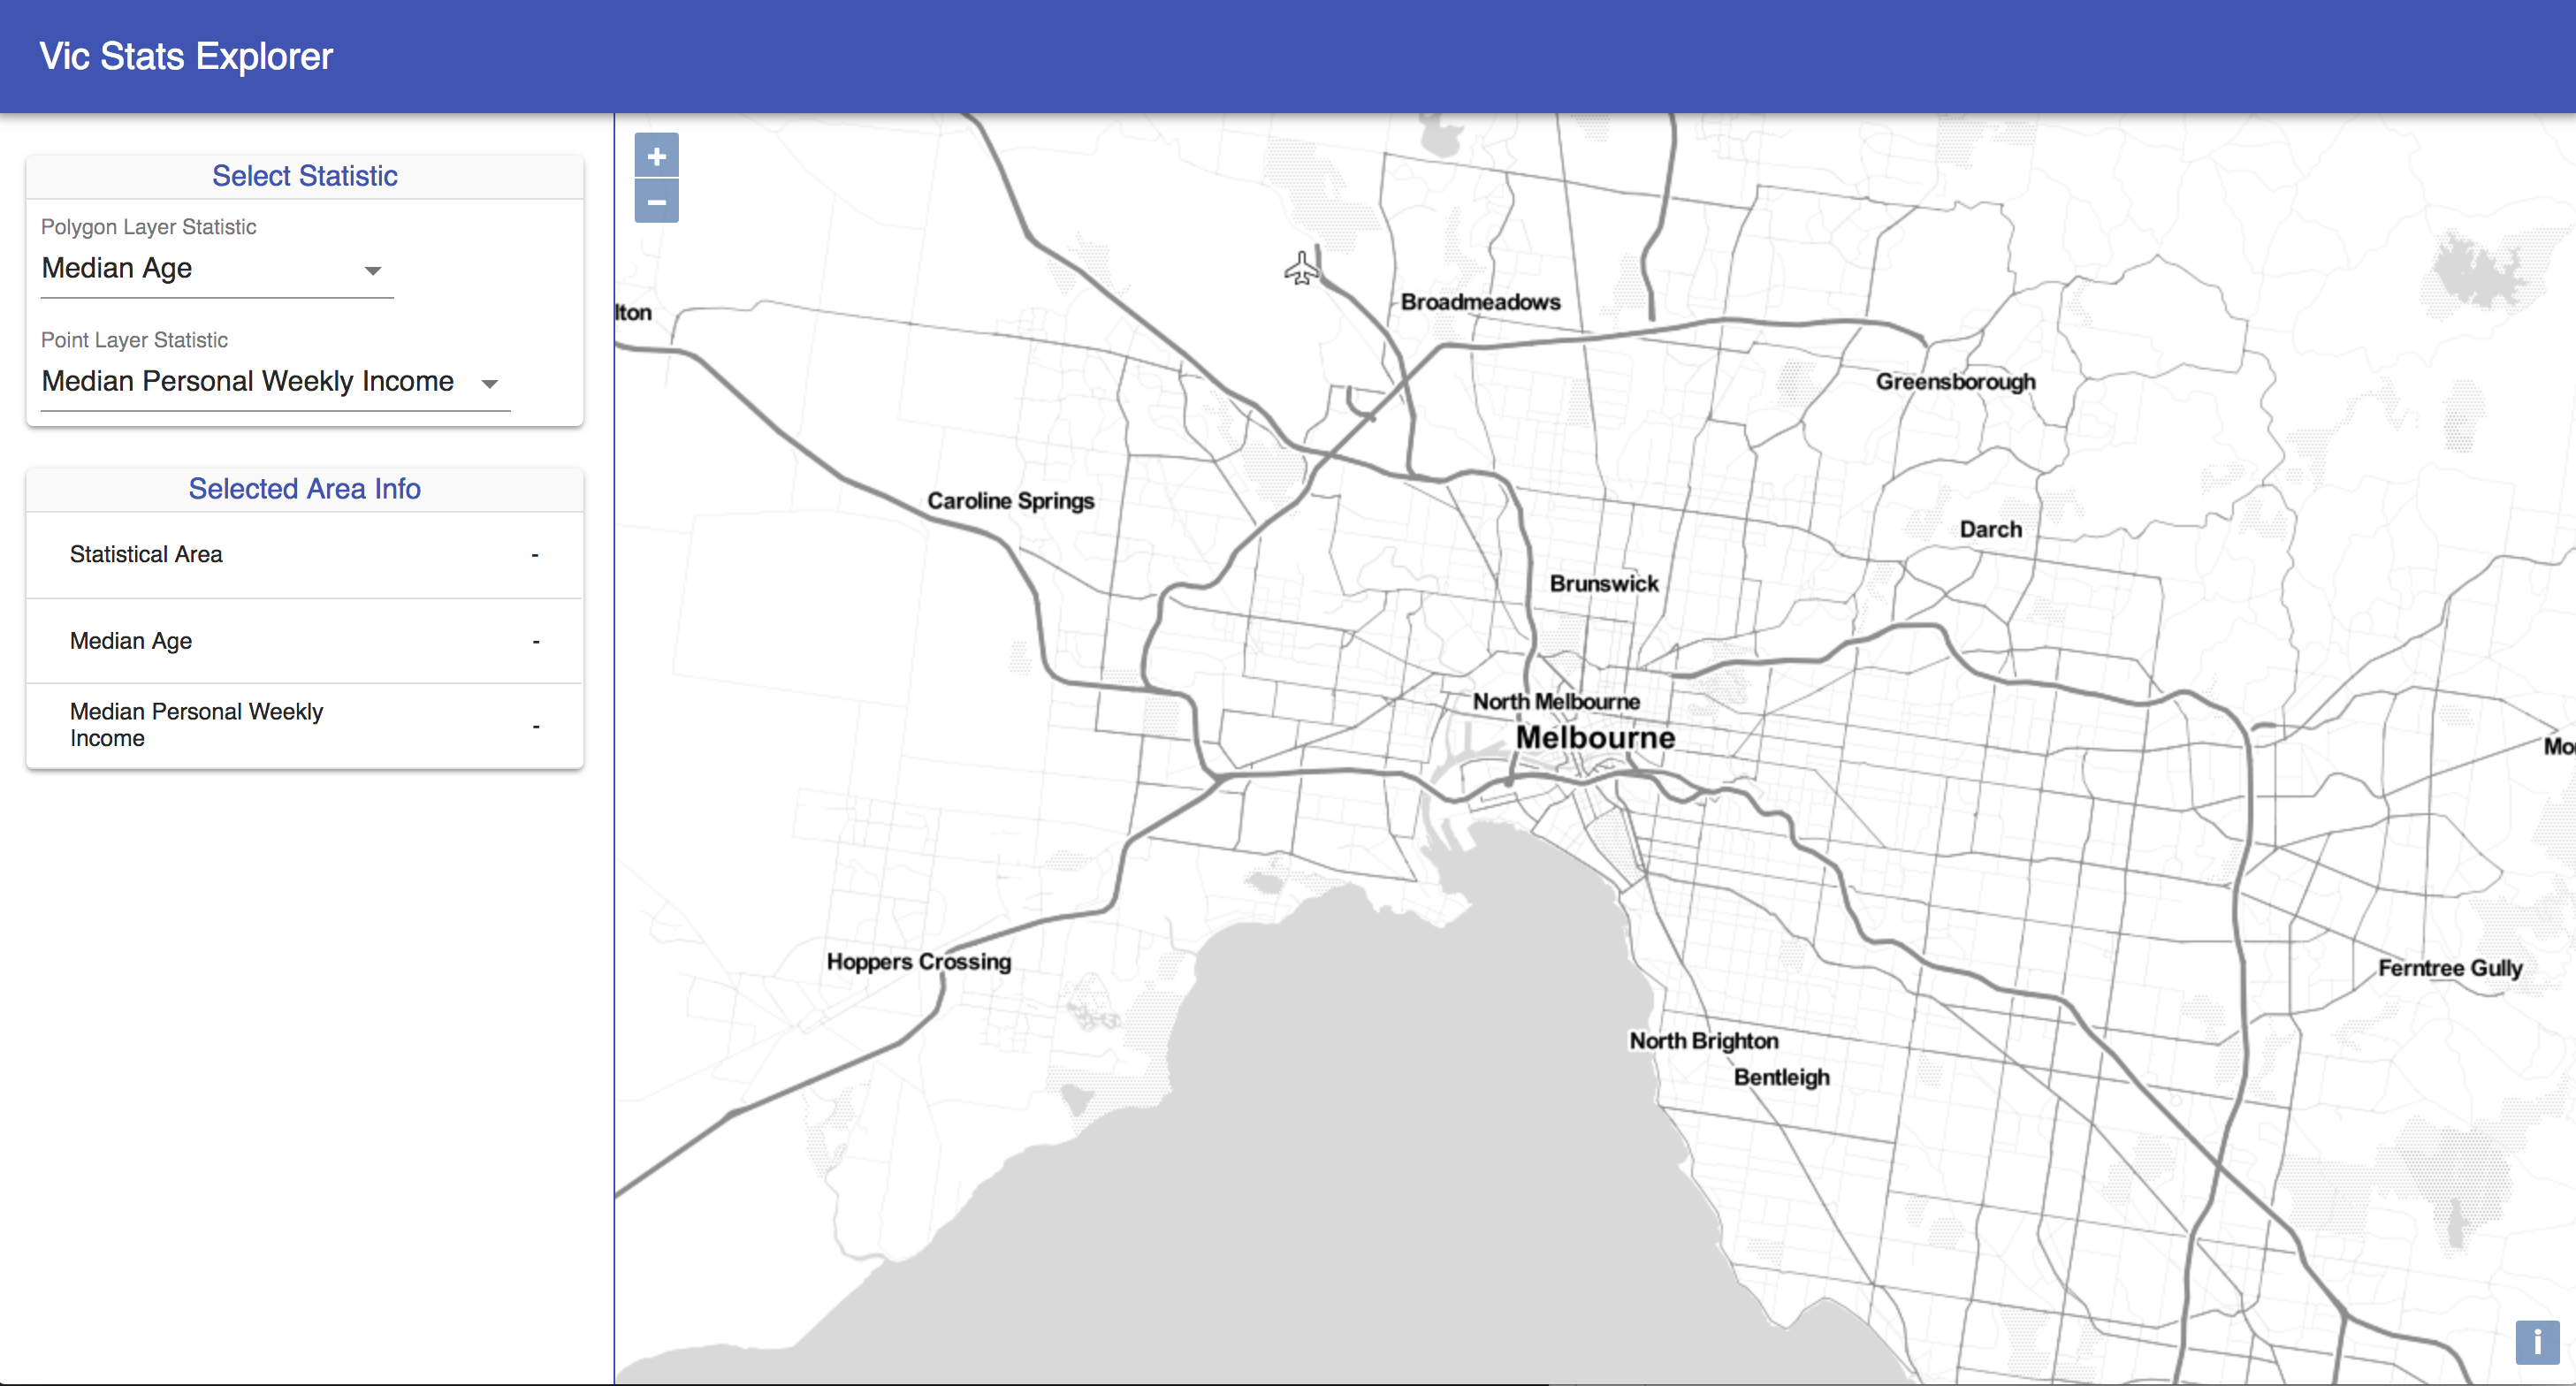 Vic Stats Explorer
Select Statistic
Polygon Layer Statistic
Median Age
Point Layer Statistic
Median Personal Weekly Income
Selected Area Info
Statistical Area -
Median Age -
Median Personal Weekly
Income -
+
−
lton
Broadmeadows
Greensborough
Caroline Springs
Darch
Brunswick
North Melbourne
Melbourne
Mo
Hoppers Crossing
Ferntree Gully
North Brighton
Bentleigh
i